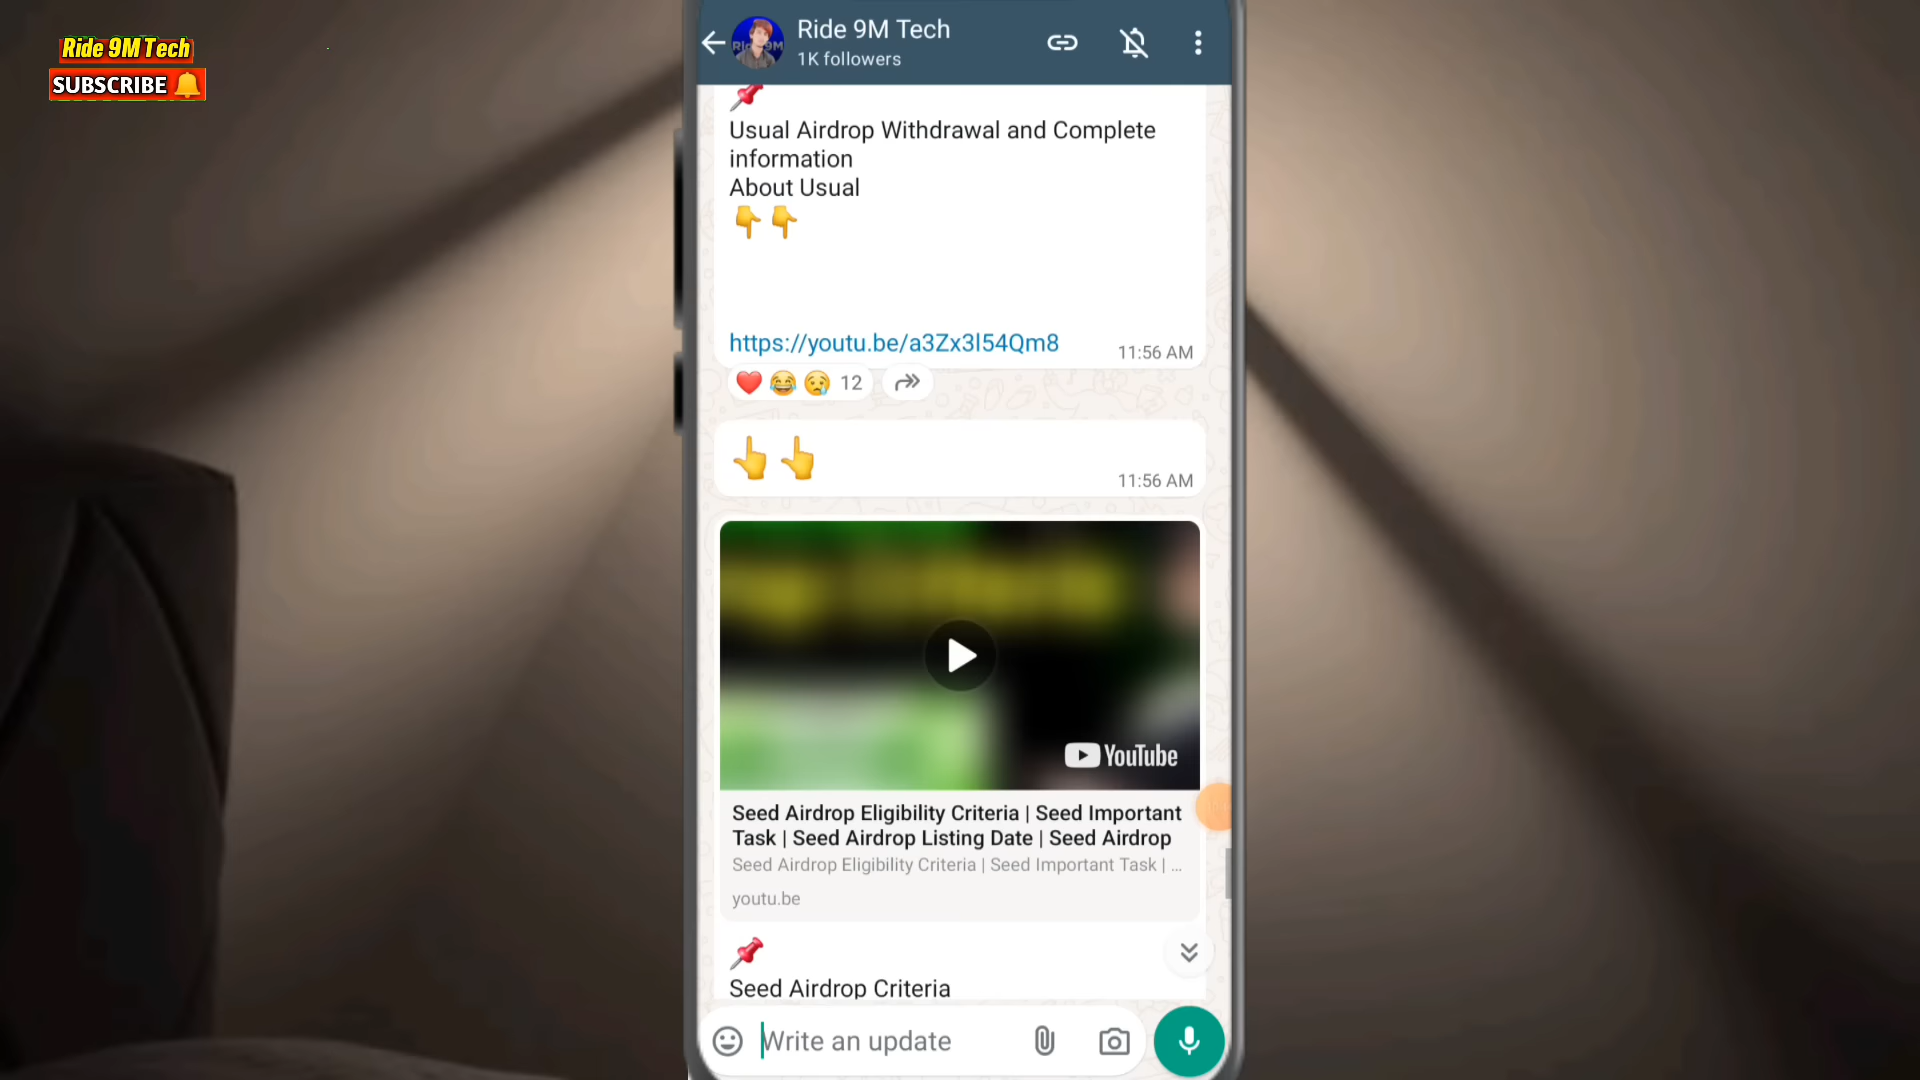 Ride 9M Tech
SUBSCRIBE
Ride 9M Tech
1K followers
Usual Airdrop Withdrawal and Complete
information
About Usual
https://youtu.be/a3Zx3l54Qm8
11:56 AM
12
11:56 AM
YouTube
Seed Airdrop Eligibility Criteria | Seed Important
Task | Seed Airdrop Listing Date | Seed Airdrop
Seed Airdrop Eligibility Criteria | Seed Important Task | ...
youtu.be
Seed Airdrop Criteria
Write an update